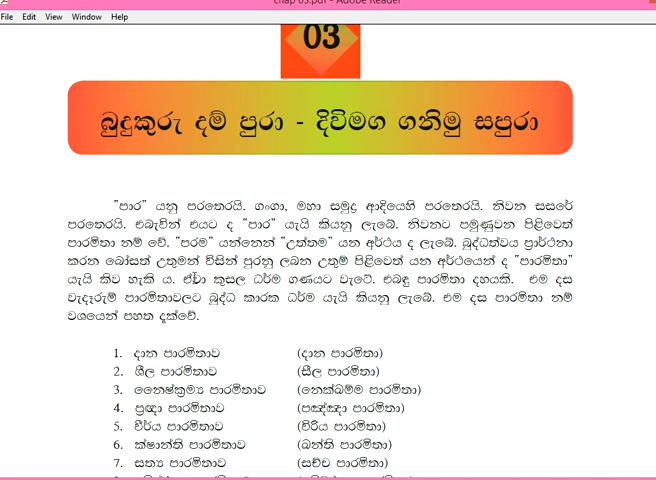 chap 03.pdf - Adobe Reader
File Edit View Window Help
03
බුදුකුරු දම් පුරා - දිවිමග ගනිමු සපුරා
"පාර" යනු පරතෙරයි. ගංගා, මහා සමුද්‍ර ආදියෙහි පරතෙරයි. නිවන සසරේ
පරතෙරයි. එබැවින් එයට ද "පාර" යැයි කියනු ලැබේ. නිවනට පමුණුවන පිළිවෙත්
පාරමිතා නම් වේ. "පරම" යන්නෙන් "උත්තම" යන අර්ථය ද ලැබේ. බුද්ධත්වය ප්‍රාර්ථනා
කරන බෝසත් උතුමන් විසින් පුරනු ලබන උතුම් පිළිවෙත් යන අර්ථයෙන් ද "පාරමිතා"
යැයි කිව හැකි ය. ඒවා කුසල ධර්ම ගණයට වැටේ. එබඳු පාරමිතා දහයකි. එම දස
වැදෑරුම් පාරමිතාවලට බුද්ධ කාරක ධර්ම යැයි කියනු ලැබේ. එම දස පාරමිතා නම්
වශයෙන් පහත දැක්වේ.
1. දාන පාරමිතාව (දාන පාරමිතා)
2. ශීල පාරමිතාව (සීල පාරමිතා)
3. නෛෂ්ක්‍රම්‍ය පාරමිතාව (නෙක්ඛම්ම පාරමිතා)
4. ප්‍රඥා පාරමිතාව (පඤ්ඤා පාරමිතා)
5. වීර්ය පාරමිතාව (විරිය පාරමිතා)
6. ක්ෂාන්ති පාරමිතාව (ඛන්ති පාරමිතා)
7. සත්‍ය පාරමිතාව (සච්ච පාරමිතා)